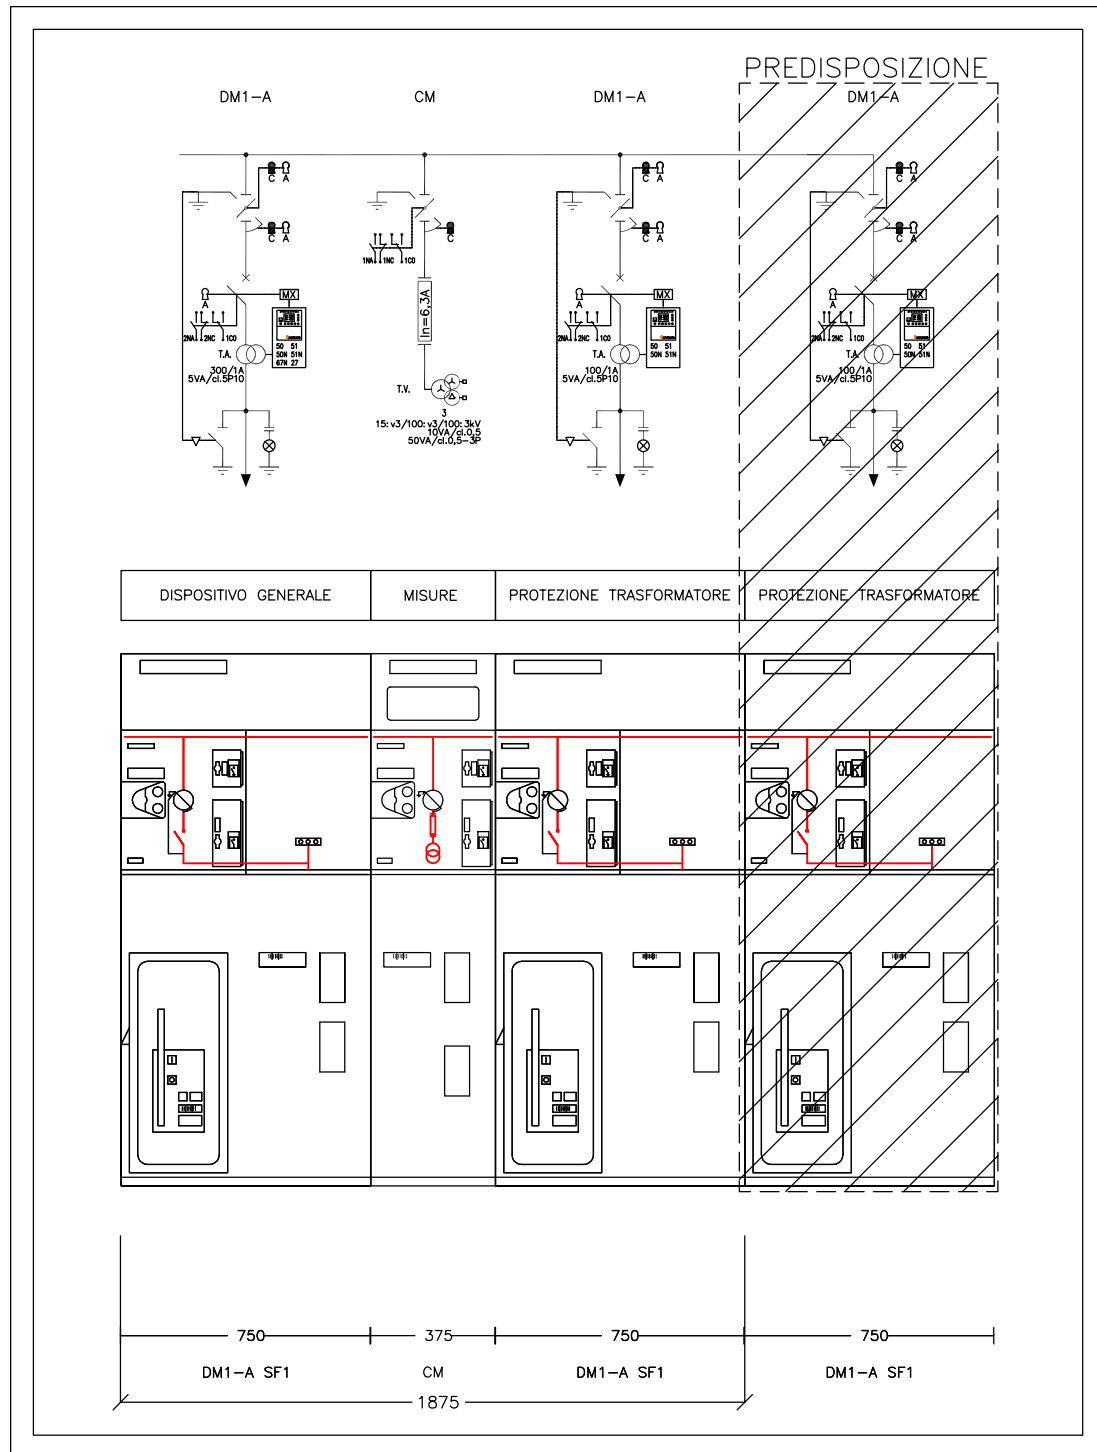 PREDISPOSIZIONE
DM1-A CM DM1-A DM1-A
C A C A C A
C A C C A C A
1NA 1NC 1CO
A MX A MX A MX
2NA 2NC 1CO 2NA 2NC 1CO 2NA 2NC 1CO
In=6,3A
50 51
50N 51N
67N 27
50 51
50N 51N
50 51
50N 51N
T.A. T.A. T.A.
300/1A
5VA/cl.5P10
100/1A
5VA/cl.5P10
100/1A
5VA/cl.5P10
T.V.
3
15:v3/100:v3/100:3kV
10VA/cl.0,5
50VA/cl.0,5-3P
DISPOSITIVO GENERALE MISURE PROTEZIONE TRASFORMATORE PROTEZIONE TRASFORMATORE
750 375 750 750
DM1-A SF1 CM DM1-A SF1 DM1-A SF1
1875